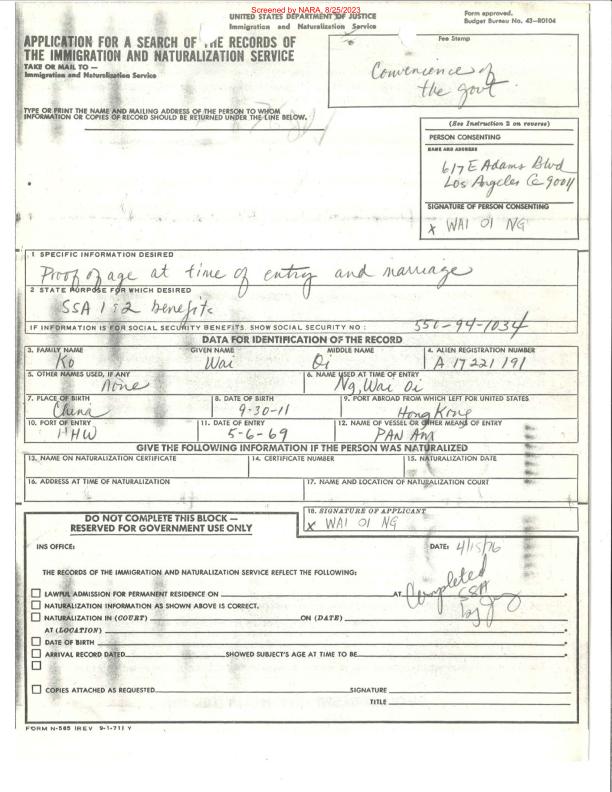 Screened by NARA, 8/25/2023
UNITED STATES DEPARTMENT OF JUSTICE
Immigration and Naturalization Service
Form approved.
Budget Bureau No. 43-R0104
APPLICATION FOR A SEARCH OF THE RECORDS OF
THE IMMIGRATION AND NATURALIZATION SERVICE
TAKE OR MAIL TO —
Immigration and Naturalization Service
Fee Stamp
Convenience of
the govt
TYPE OR PRINT THE NAME AND MAILING ADDRESS OF THE PERSON TO WHOM
INFORMATION OR COPIES OF RECORD SHOULD BE RETURNED UNDER THE LINE BELOW.
(See Instruction 2 on reverse)
PERSON CONSENTING
NAME AND ADDRESS
617 E Adams Blvd
Los Angeles Ca 90011
SIGNATURE OF PERSON CONSENTING
x WAI OI NG
1 SPECIFIC INFORMATION DESIRED
Proof of age at time of entry and marriage
2 STATE PURPOSE FOR WHICH DESIRED
SSA 1&2 benefits
IF INFORMATION IS FOR SOCIAL SECURITY BENEFITS, SHOW SOCIAL SECURITY NO: 550-94-1034
DATA FOR IDENTIFICATION OF THE RECORD
3. FAMILY NAME GIVEN NAME MIDDLE NAME 4. ALIEN REGISTRATION NUMBER
Ko Wai Oi A 17221191
5. OTHER NAMES USED, IF ANY 6. NAME USED AT TIME OF ENTRY
none Ng, Wai Oi
7. PLACE OF BIRTH 8. DATE OF BIRTH 9. PORT ABROAD FROM WHICH LEFT FOR UNITED STATES
China 9-30-11 Hong Kong
10. PORT OF ENTRY 11. DATE OF ENTRY 12. NAME OF VESSEL OR OTHER MEANS OF ENTRY
HHW 5-6-69 PAN Am
GIVE THE FOLLOWING INFORMATION IF THE PERSON WAS NATURALIZED
13. NAME ON NATURALIZATION CERTIFICATE 14. CERTIFICATE NUMBER 15. NATURALIZATION DATE
16. ADDRESS AT TIME OF NATURALIZATION 17. NAME AND LOCATION OF NATURALIZATION COURT
DO NOT COMPLETE THIS BLOCK —
RESERVED FOR GOVERNMENT USE ONLY
18. SIGNATURE OF APPLICANT
x WAI OI NG
INS OFFICE: DATE: 4/15/76
THE RECORDS OF THE IMMIGRATION AND NATURALIZATION SERVICE REFLECT THE FOLLOWING:
LAWFUL ADMISSION FOR PERMANENT RESIDENCE ON AT
Completed
SSA
by
NATURALIZATION INFORMATION AS SHOWN ABOVE IS CORRECT.
NATURALIZATION IN (COURT) ON (DATE)
AT (LOCATION)
DATE OF BIRTH
ARRIVAL RECORD DATED SHOWED SUBJECT'S AGE AT TIME TO BE
COPIES ATTACHED AS REQUESTED SIGNATURE
TITLE
FORM N-585 (REV 9-1-71) Y